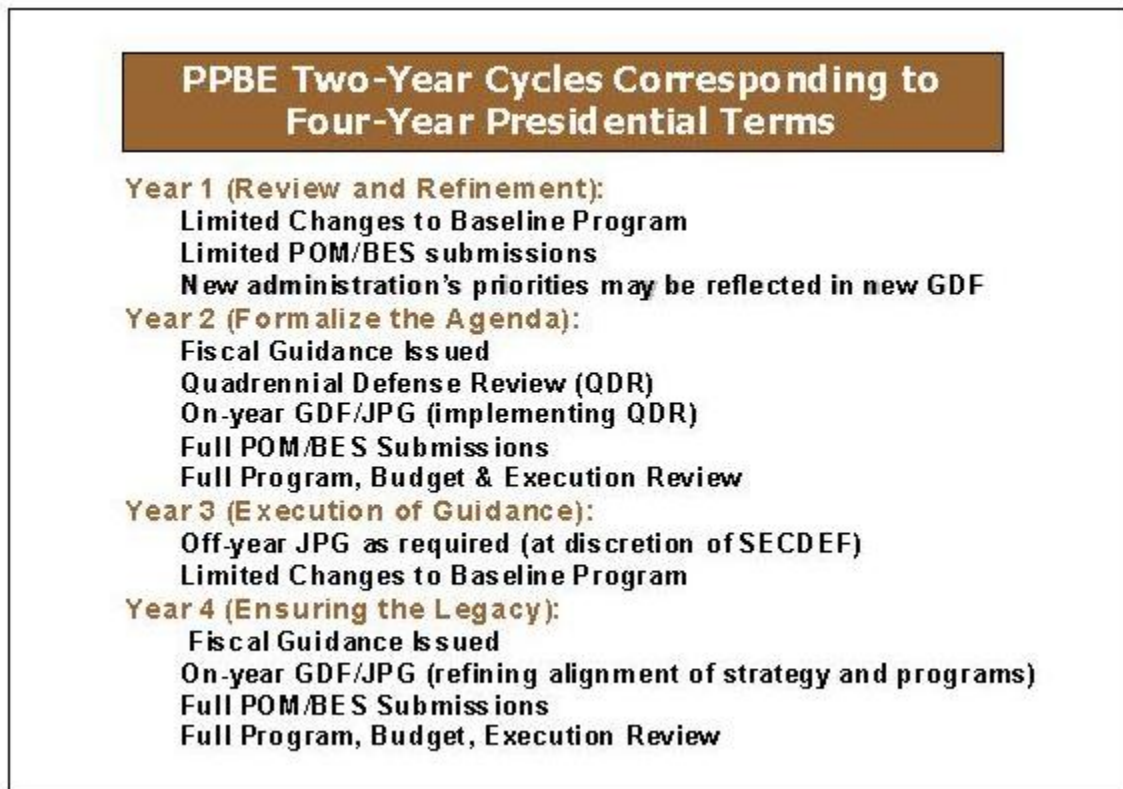 PPBE Two-Year Cycles Corresponding to
Four-Year Presidential Terms
Year 1 (Review and Refinement):
Limited Changes to Baseline Program
Limited POM/BES submissions
New administration's priorities may be reflected in new GDF
Year 2 (Formalize the Agenda):
Fiscal Guidance Issued
Quadrennial Defense Review (QDR)
On-year GDF/JPG (implementing QDR)
Full POM/BES Submissions
Full Program, Budget & Execution Review
Year 3 (Execution of Guidance):
Off-year JPG as required (at discretion of SECDEF)
Limited Changes to Baseline Program
Year 4 (Ensuring the Legacy):
Fiscal Guidance Issued
On-year GDF/JPG (refining alignment of strategy and programs)
Full POM/BES Submissions
Full Program, Budget, Execution Review